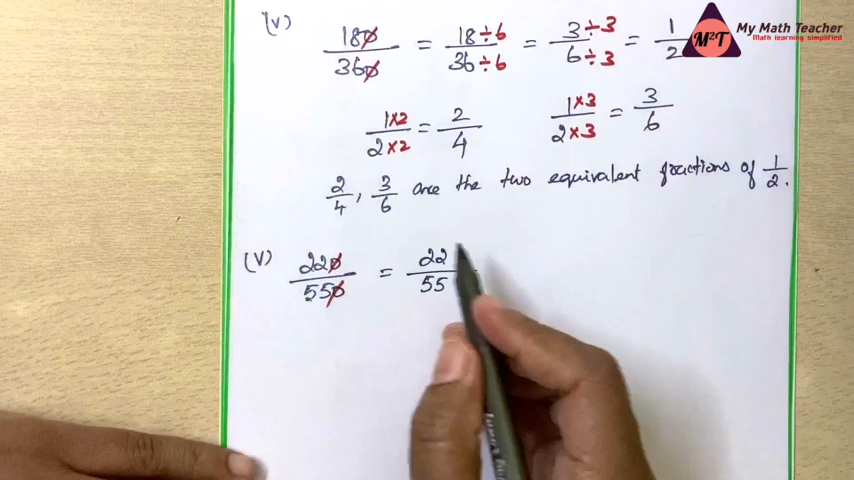 (v) 180/360 = 18÷6/36÷6 = 3÷3/6÷3 = 1/2
M²T My Math Teacher
Math learning simplified
1×2/2×2 = 2/4 1×3/2×3 = 3/6
2/4, 3/6 are the two equivalent fractions of 1/2.
(V) 220/550 = 22/55